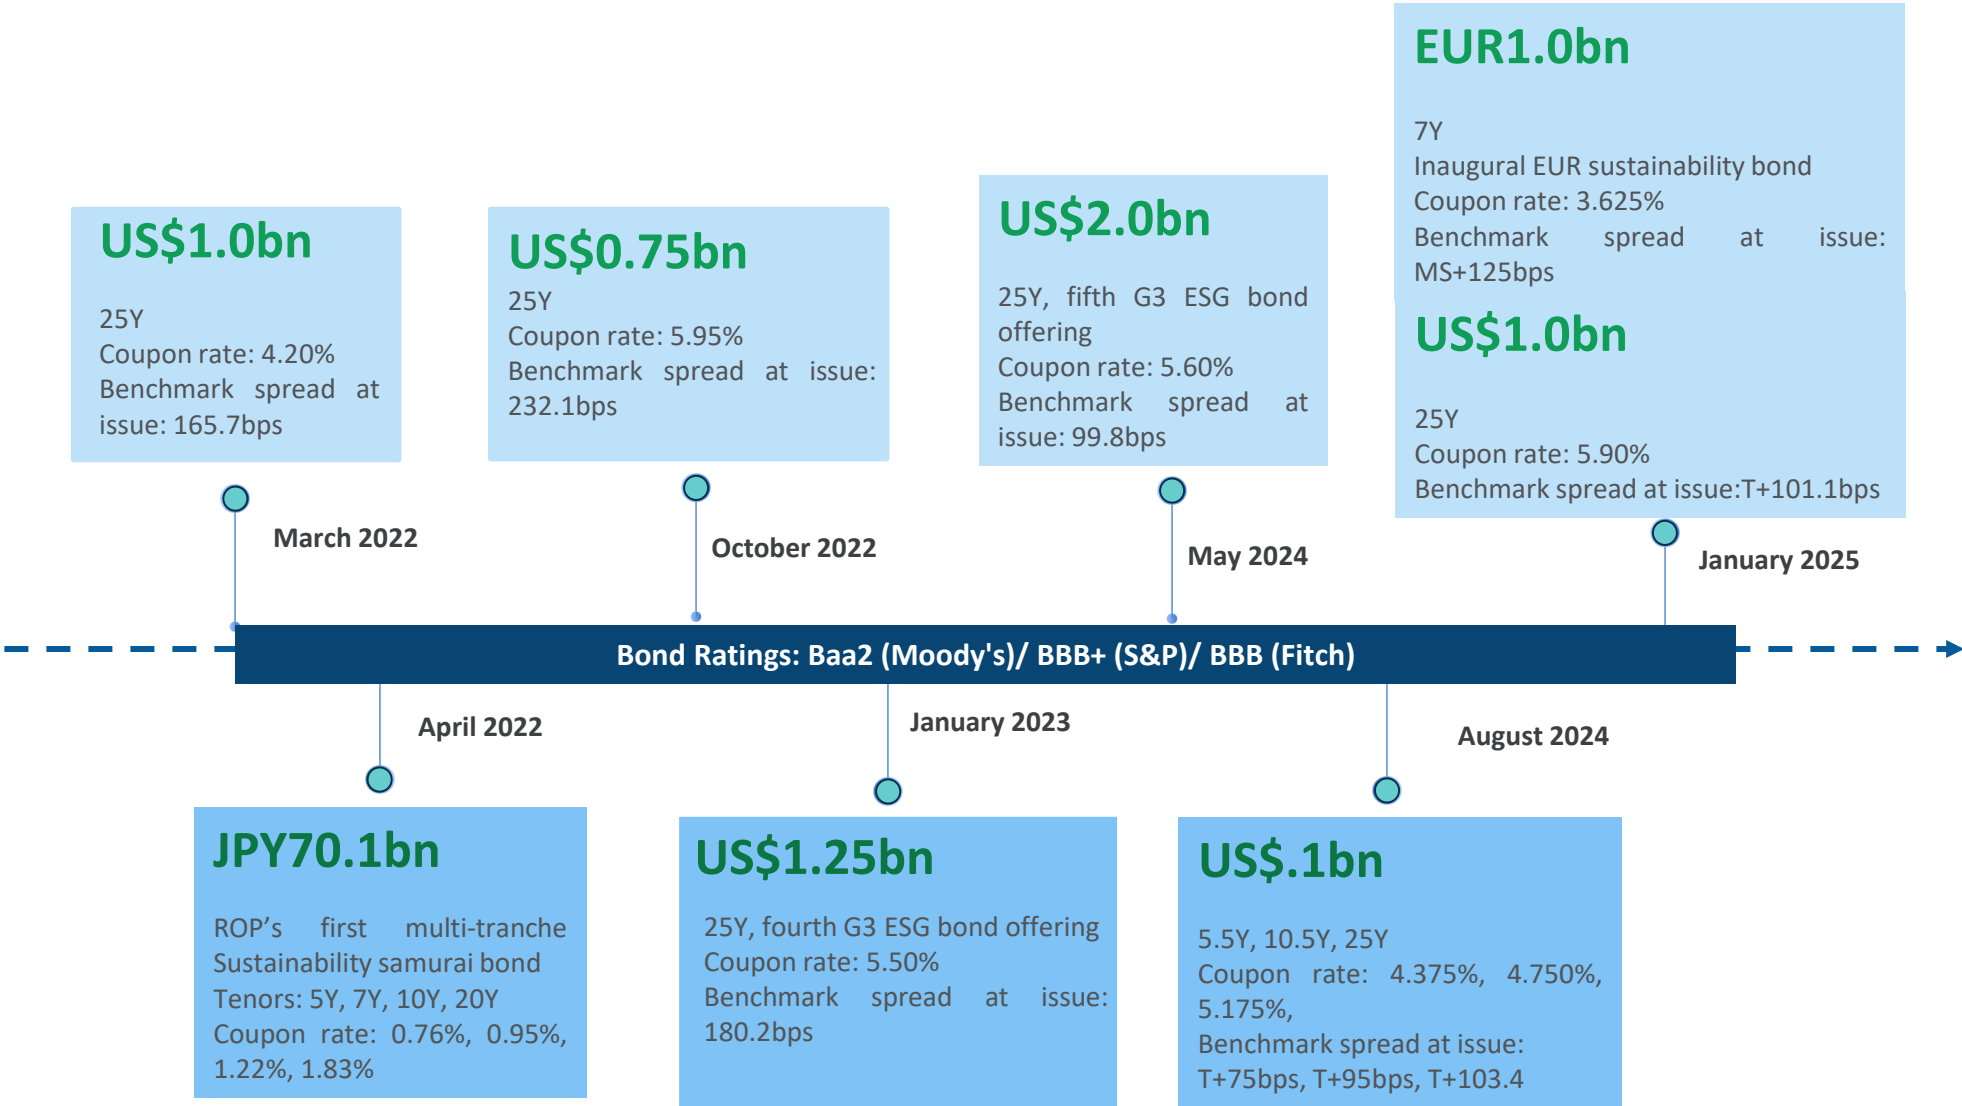 US$1.0bn
25Y
Coupon rate: 4.20%
Benchmark spread at
issue: 165.7bps
March 2022
US$0.75bn
25Y
Coupon rate: 5.95%
Benchmark spread at issue:
232.1bps
October 2022
US$2.0bn
25Y, fifth G3 ESG bond
offering
Coupon rate: 5.60%
Benchmark spread at
issue: 99.8bps
May 2024
EUR1.0bn
7Y
Inaugural EUR sustainability bond
Coupon rate: 3.625%
Benchmark spread at issue:
MS+125bps
US$1.0bn
25Y
Coupon rate: 5.90%
Benchmark spread at issue:T+101.1bps
January 2025
Bond Ratings: Baa2 (Moody's)/ BBB+ (S&P)/ BBB (Fitch)
April 2022
JPY70.1bn
ROP’s first multi-tranche
Sustainability samurai bond
Tenors: 5Y, 7Y, 10Y, 20Y
Coupon rate: 0.76%, 0.95%,
1.22%, 1.83%
January 2023
US$1.25bn
25Y, fourth G3 ESG bond offering
Coupon rate: 5.50%
Benchmark spread at issue:
180.2bps
August 2024
US$.1bn
5.5Y, 10.5Y, 25Y
Coupon rate: 4.375%, 4.750%,
5.175%,
Benchmark spread at issue:
T+75bps, T+95bps, T+103.4